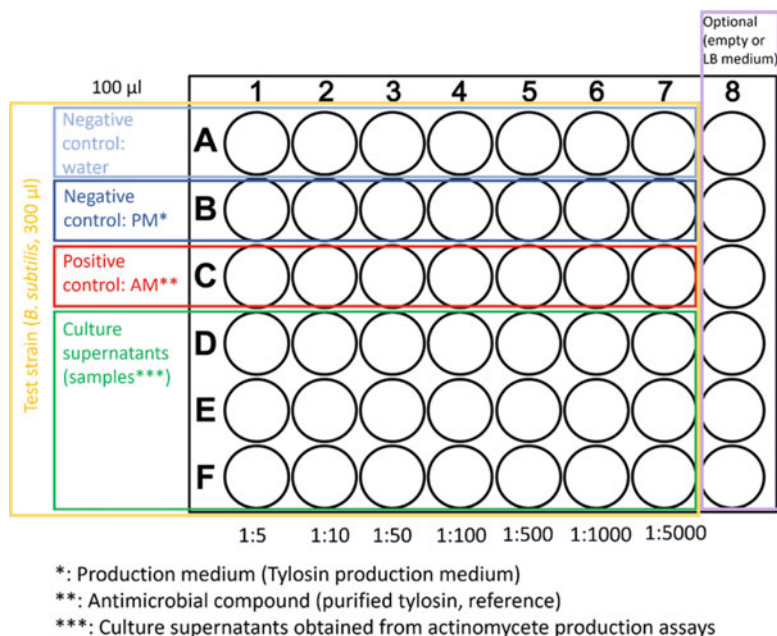 Optional
(empty or
LB medium)
100 µl
1 2 3 4 5 6 7 8
Negative
control:
water
A
Negative
control: PM*
B
Positive
control: AM**
C
Culture
supernatants
(samples***)
D
E
F
Test strain (B. subtilis, 300 µl)
1:5 1:10 1:50 1:100 1:500 1:1000 1:5000
*: Production medium (Tylosin production medium)
**: Antimicrobial compound (purified tylosin, reference)
***: Culture supernatants obtained from actinomycete production assays